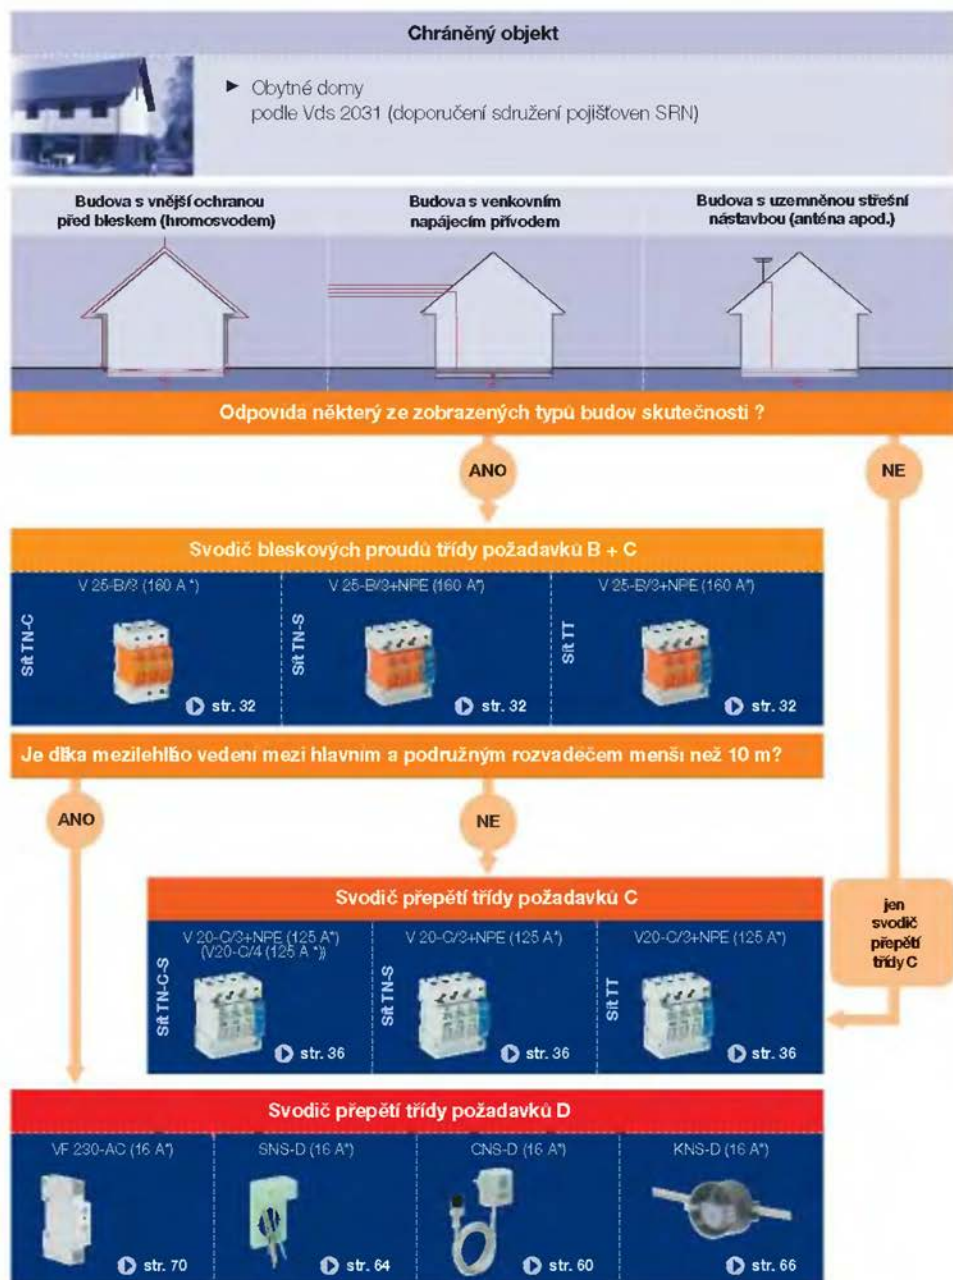 Chráněný objekt
► Obytné domy
podle Vds 2031 (doporučení sdružení pojišťoven SRN)
Budova s vnější ochranou
před bleskem (hromosvodem)
Budova s venkovním
napájecím přívodem
Budova s uzemněnou střešní
nástavbou (anténa apod.)
Odpovída některý ze zobrazených typů budov skutečnosti ?
ANO
NE
Svodič bleskových proudů třídy požadavků B + C
Síť TN-C
V 25-B/3 (160 A*)
str. 32
Síť TN-S
V 25-B/3+NPE (160 A*)
str. 32
Síť TT
V 25-B/3+NPE (160 A*)
str. 32
Je délka mezilehlého vedení mezi hlavním a podružným rozvaděčem menši než 10 m?
ANO
NE
jen
svodič
přepětí
třídy C
Svodič přepětí třídy požadavků C
Síť TN-C-S
V 20-C/3+NPE (125 A*)
(V20-C/4 (125 A*))
str. 36
Síť TN-S
V 20-C/3+NPE (125 A*)
str. 36
Síť TT
V20-C/3+NPE (125 A*)
str. 36
Svodič přepětí třídy požadavků D
VF 230-AC (16 A*)
str. 70
SNS-D (16 A*)
str. 64
CNS-D (16 A*)
str. 60
KNS-D (16 A*)
str. 66